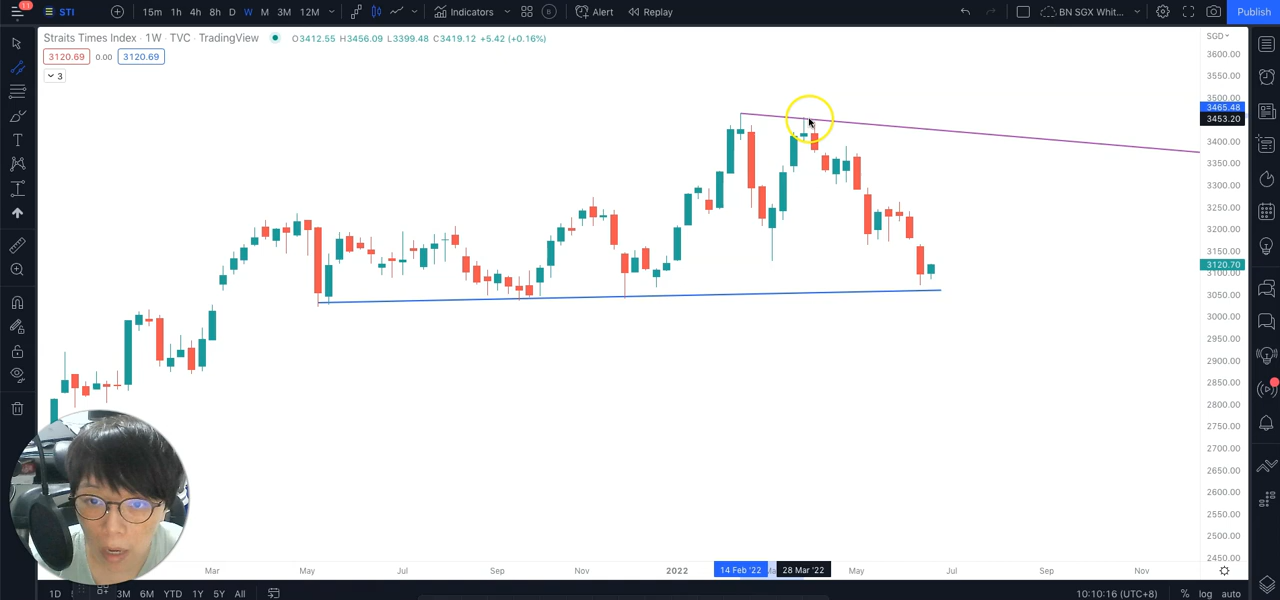 11
STI
15m 1h 4h 8h D W M 3M 12M
Indicators
B
Alert
Replay
BN SGX Whit...
Publish
Straits Times Index · 1W · TVC · TradingView
O3412.55 H3456.09 L3399.48 C3419.12 +5.42 (+0.16%)
3120.69
0.00
3120.69
3
SGD
3600.00
3550.00
3500.00
3465.48
3453.20
3400.00
3350.00
3300.00
3250.00
3200.00
3150.00
3120.70
3100.00
3050.00
3000.00
2950.00
2900.00
2850.00
2800.00
2750.00
2700.00
2650.00
2600.00
2550.00
2500.00
2450.00
Mar
May
Jul
Sep
Nov
2022
14 Feb '22
28 Mar '22
May
Jul
Sep
Nov
1D
3M 6M YTD 1Y 5Y All
10:10:16 (UTC+8)
% log auto